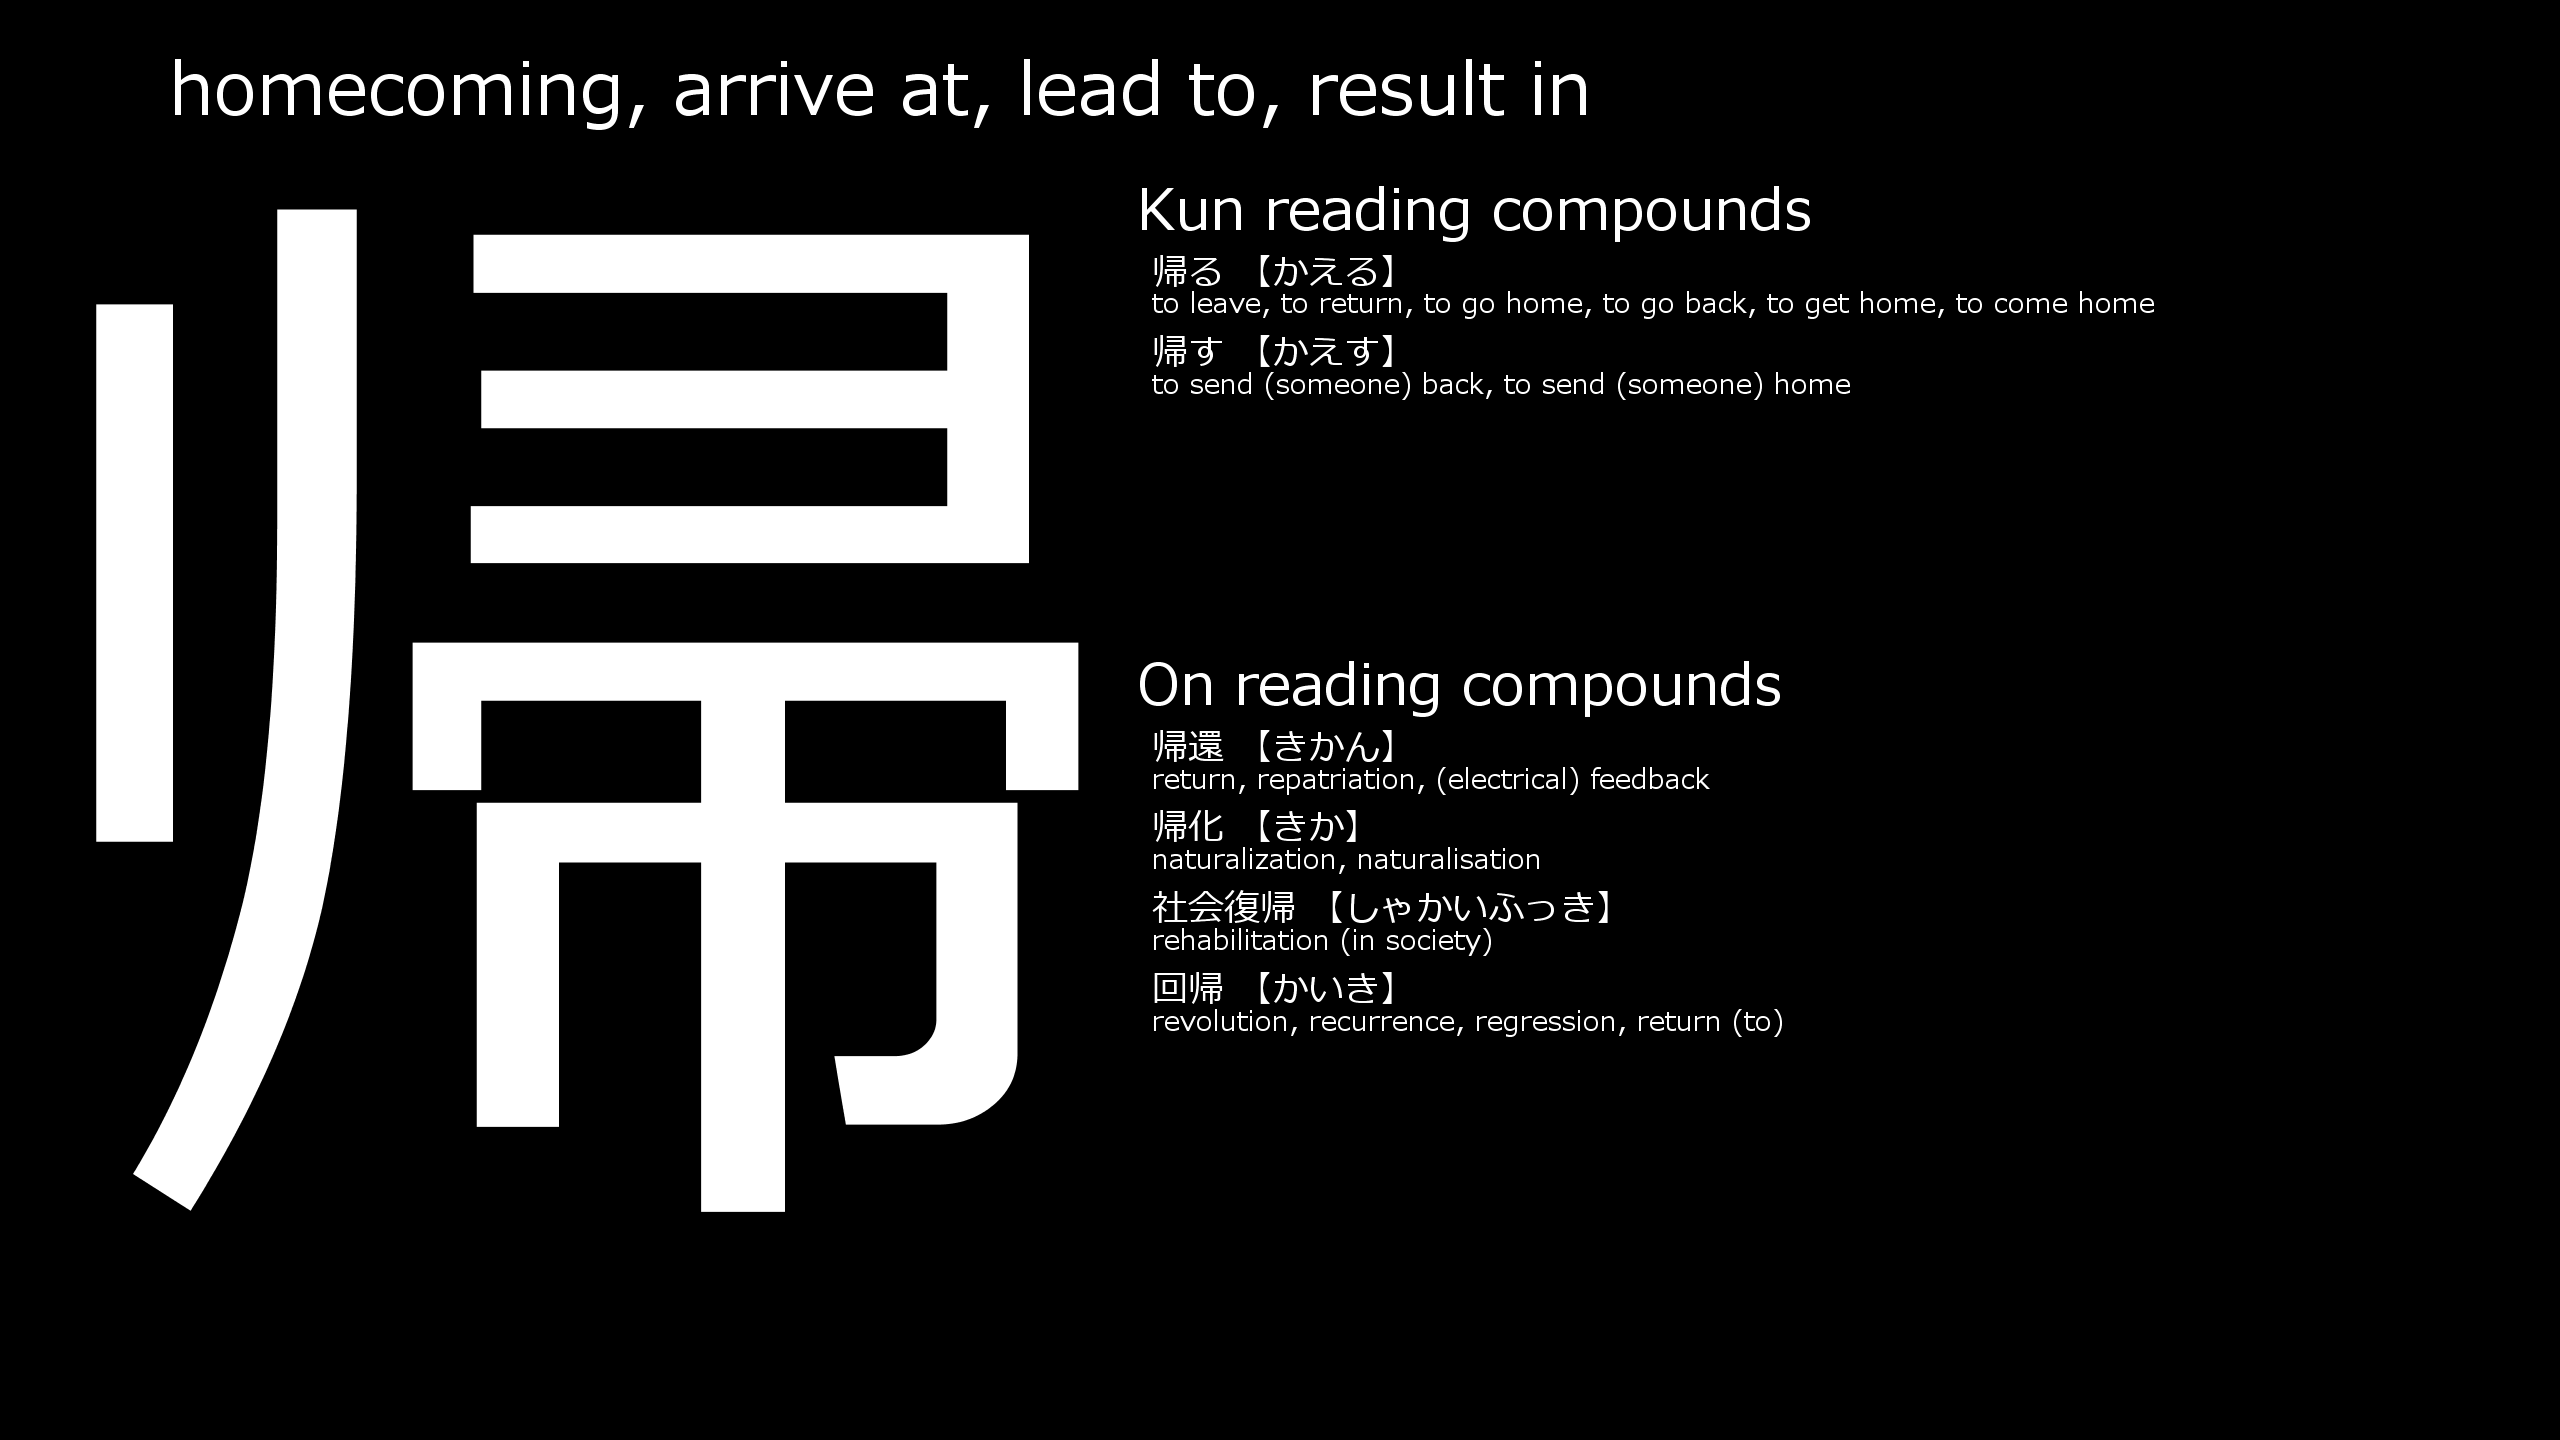 homecoming, arrive at, lead to, result in
帰
Kun reading compounds
帰る 【かえる】
to leave, to return, to go home, to go back, to get home, to come home
帰す 【かえす】
to send (someone) back, to send (someone) home
On reading compounds
帰還 【きかん】
return, repatriation, (electrical) feedback
帰化 【きか】
naturalization, naturalisation
社会復帰 【しゃかいふっき】
rehabilitation (in society)
回帰 【かいき】
revolution, recurrence, regression, return (to)